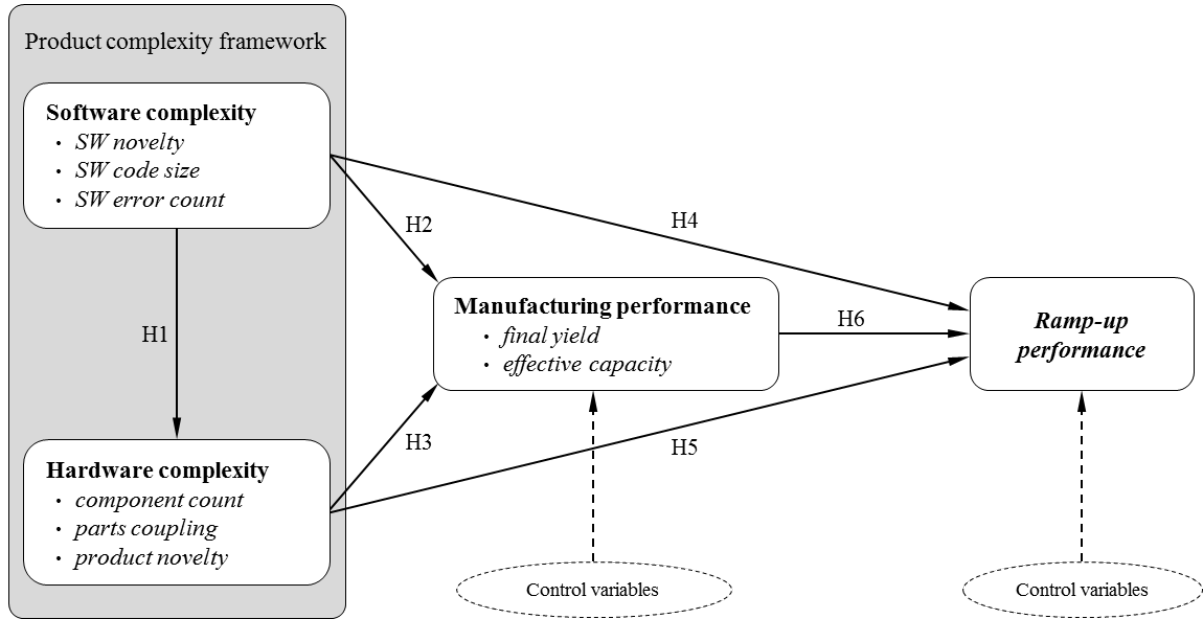 Product complexity framework
Software complexity
• SW novelty
• SW code size
• SW error count
H1
Hardware complexity
• component count
• parts coupling
• product novelty
H2
H3
H4
Manufacturing performance
• final yield
• effective capacity
H6
H5
Ramp-up
performance
Control variables
Control variables